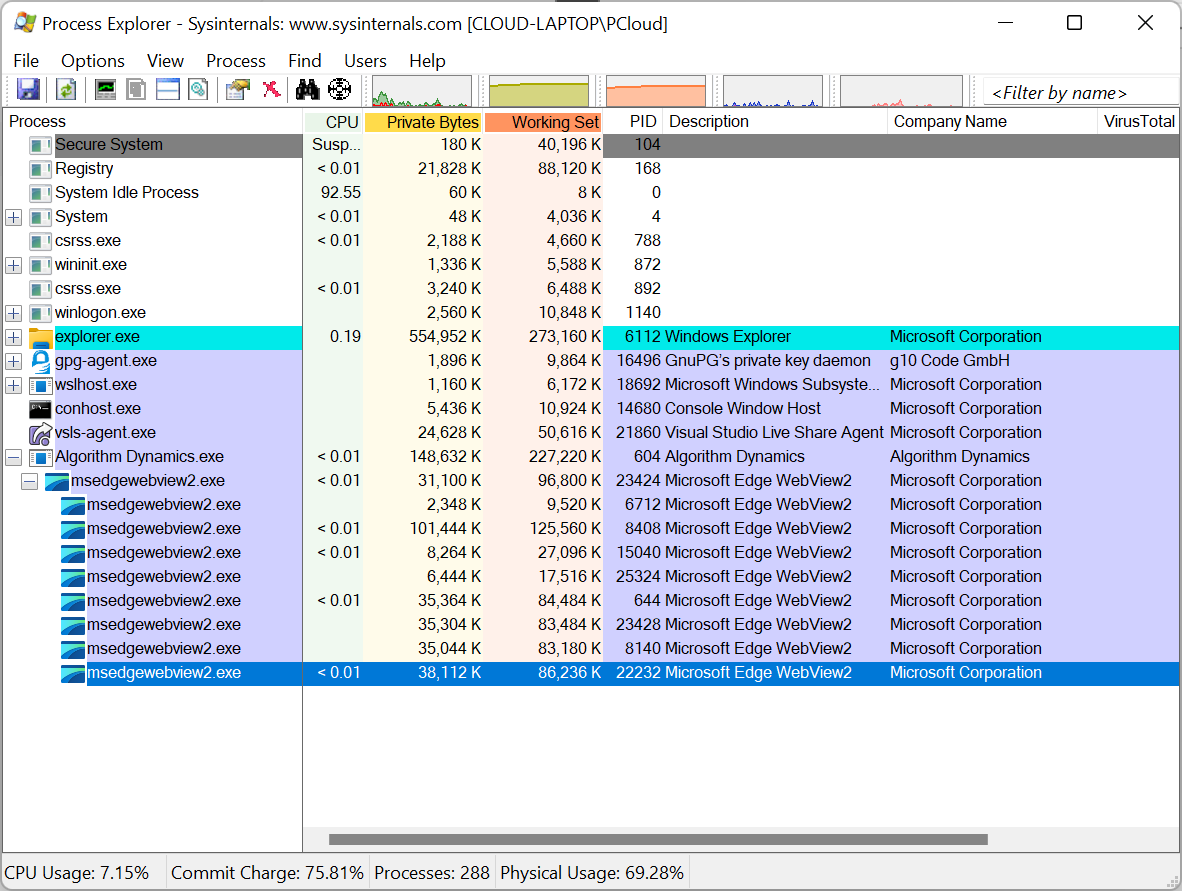 Process Explorer - Sysinternals: www.sysinternals.com [CLOUD-LAPTOP\PCloud]
File Options View Process Find Users Help
<Filter by name>
Process CPU Private Bytes Working Set PID Description Company Name VirusTotal
Secure System Susp... 180 K 40,196 K 104
Registry < 0.01 21,828 K 88,120 K 168
System Idle Process 92.55 60 K 8 K 0
System < 0.01 48 K 4,036 K 4
csrss.exe < 0.01 2,188 K 4,660 K 788
wininit.exe 1,336 K 5,588 K 872
csrss.exe < 0.01 3,240 K 6,488 K 892
winlogon.exe 2,560 K 10,848 K 1140
explorer.exe 0.19 554,952 K 273,160 K 6112 Windows Explorer Microsoft Corporation
gpg-agent.exe 1,896 K 9,864 K 16496 GnuPG's private key daemon g10 Code GmbH
wslhost.exe 1,160 K 6,172 K 18692 Microsoft Windows Subsyste... Microsoft Corporation
conhost.exe 5,436 K 10,924 K 14680 Console Window Host Microsoft Corporation
vsls-agent.exe 24,628 K 50,616 K 21860 Visual Studio Live Share Agent Microsoft Corporation
Algorithm Dynamics.exe < 0.01 148,632 K 227,220 K 604 Algorithm Dynamics Algorithm Dynamics
msedgewebview2.exe < 0.01 31,100 K 96,800 K 23424 Microsoft Edge WebView2 Microsoft Corporation
msedgewebview2.exe 2,348 K 9,520 K 6712 Microsoft Edge WebView2 Microsoft Corporation
msedgewebview2.exe < 0.01 101,444 K 125,560 K 8408 Microsoft Edge WebView2 Microsoft Corporation
msedgewebview2.exe < 0.01 8,264 K 27,096 K 15040 Microsoft Edge WebView2 Microsoft Corporation
msedgewebview2.exe 6,444 K 17,516 K 25324 Microsoft Edge WebView2 Microsoft Corporation
msedgewebview2.exe < 0.01 35,364 K 84,484 K 644 Microsoft Edge WebView2 Microsoft Corporation
msedgewebview2.exe 35,304 K 83,484 K 23428 Microsoft Edge WebView2 Microsoft Corporation
msedgewebview2.exe 35,044 K 83,180 K 8140 Microsoft Edge WebView2 Microsoft Corporation
msedgewebview2.exe < 0.01 38,112 K 86,236 K 22232 Microsoft Edge WebView2 Microsoft Corporation
CPU Usage: 7.15% Commit Charge: 75.81% Processes: 288 Physical Usage: 69.28%